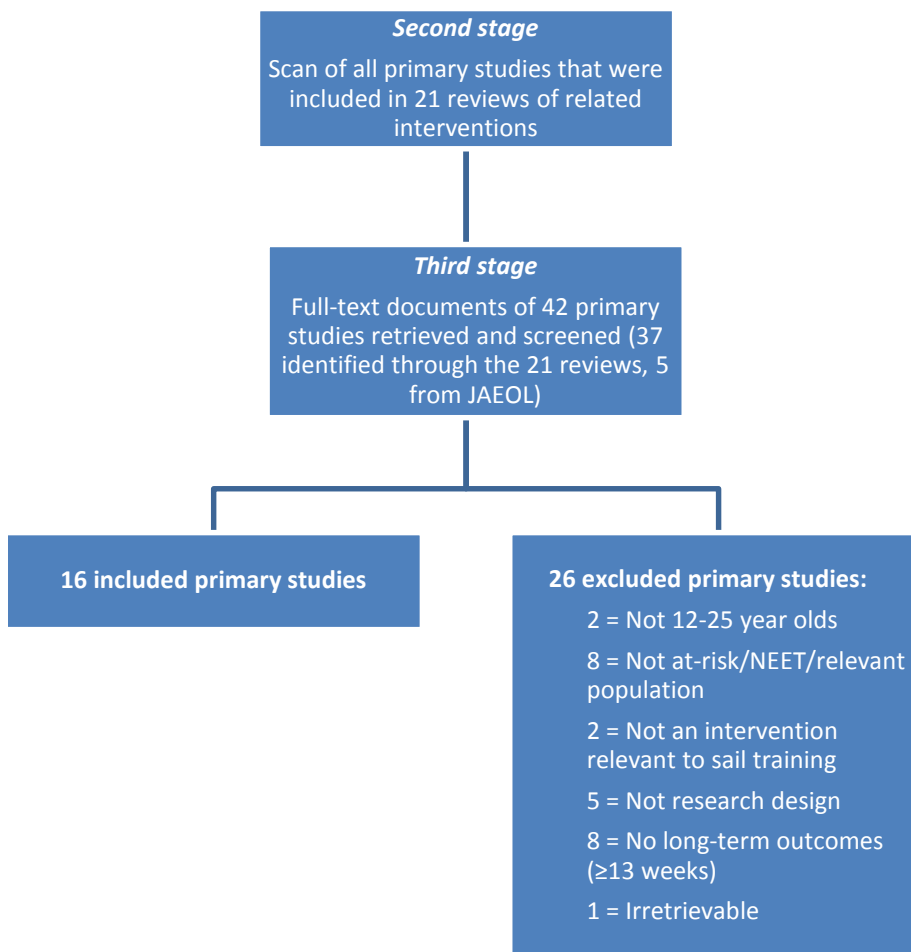 Second stage
Scan of all primary studies that were
included in 21 reviews of related
interventions
Third stage
Full-text documents of 42 primary
studies retrieved and screened (37
identified through the 21 reviews, 5
from JAEOL)
16 included primary studies
26 excluded primary studies:
2 = Not 12-25 year olds
8 = Not at-risk/NEET/relevant
population
2 = Not an intervention
relevant to sail training
5 = Not research design
8 = No long-term outcomes
(≥13 weeks)
1 = Irretrievable